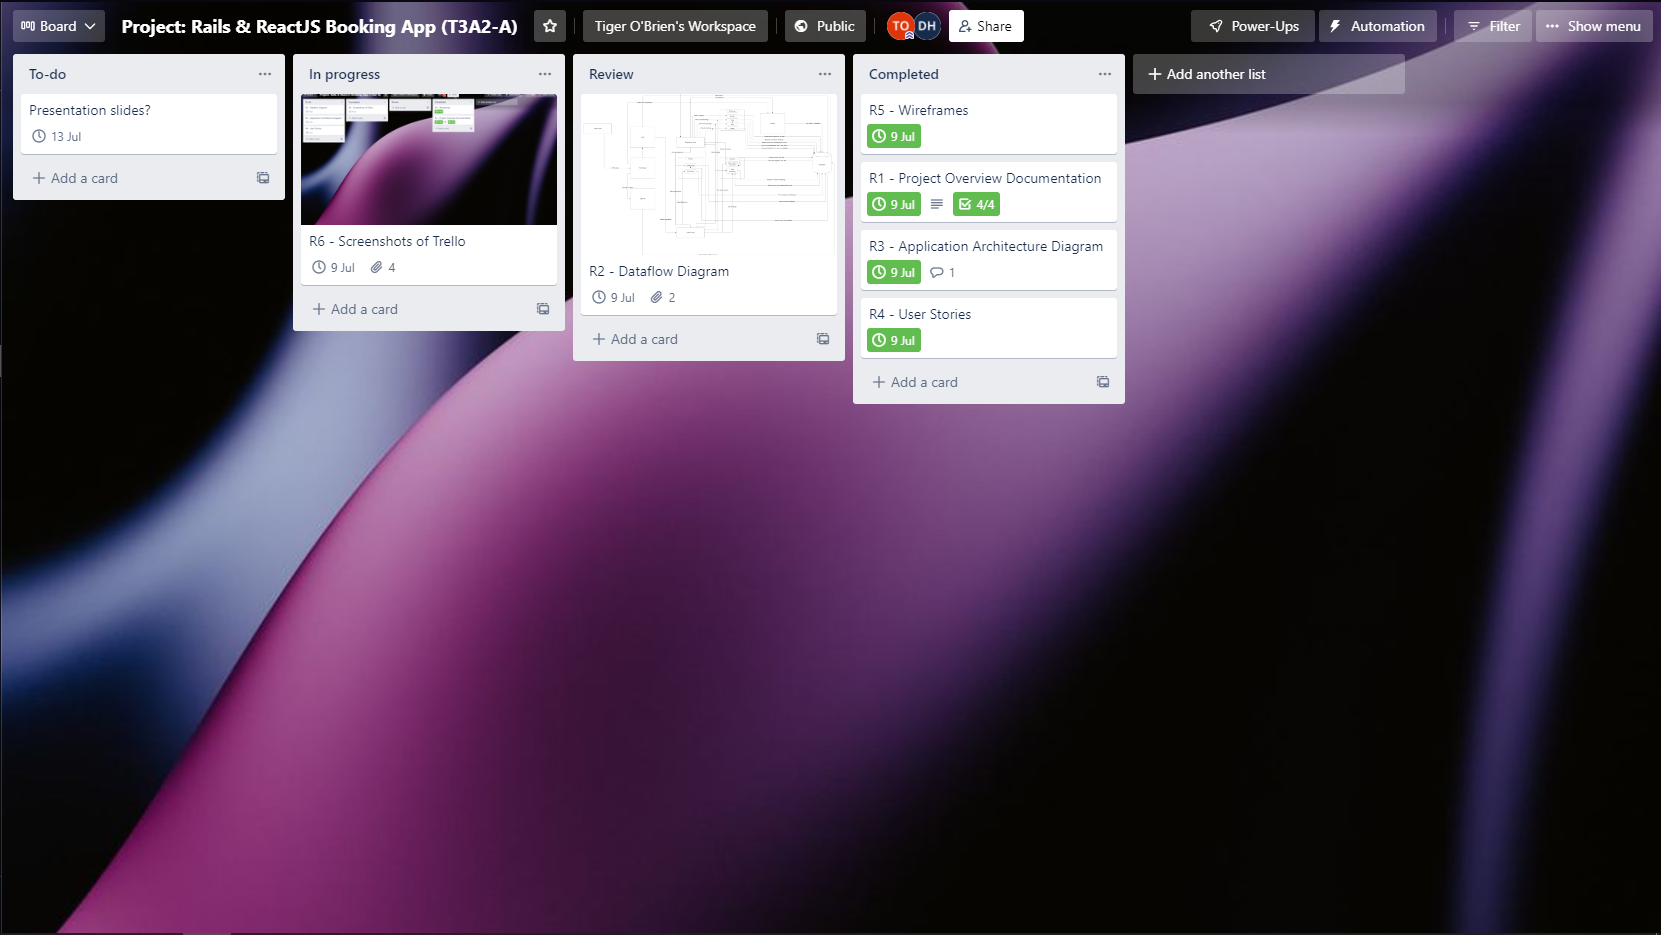 Board
Project: Rails & ReactJS Booking App (T3A2-A)
Tiger O'Brien's Workspace
Public
TO
DH
Share
Power-Ups
Automation
Filter
Show menu
To-do
Presentation slides?
13 Jul
Add a card
In progress
R6 - Screenshots of Trello
9 Jul
4
Add a card
Review
R2 - Dataflow Diagram
9 Jul
2
Add a card
Completed
R5 - Wireframes
9 Jul
R1 - Project Overview Documentation
9 Jul
4/4
R3 - Application Architecture Diagram
9 Jul
1
R4 - User Stories
9 Jul
Add a card
Add another list